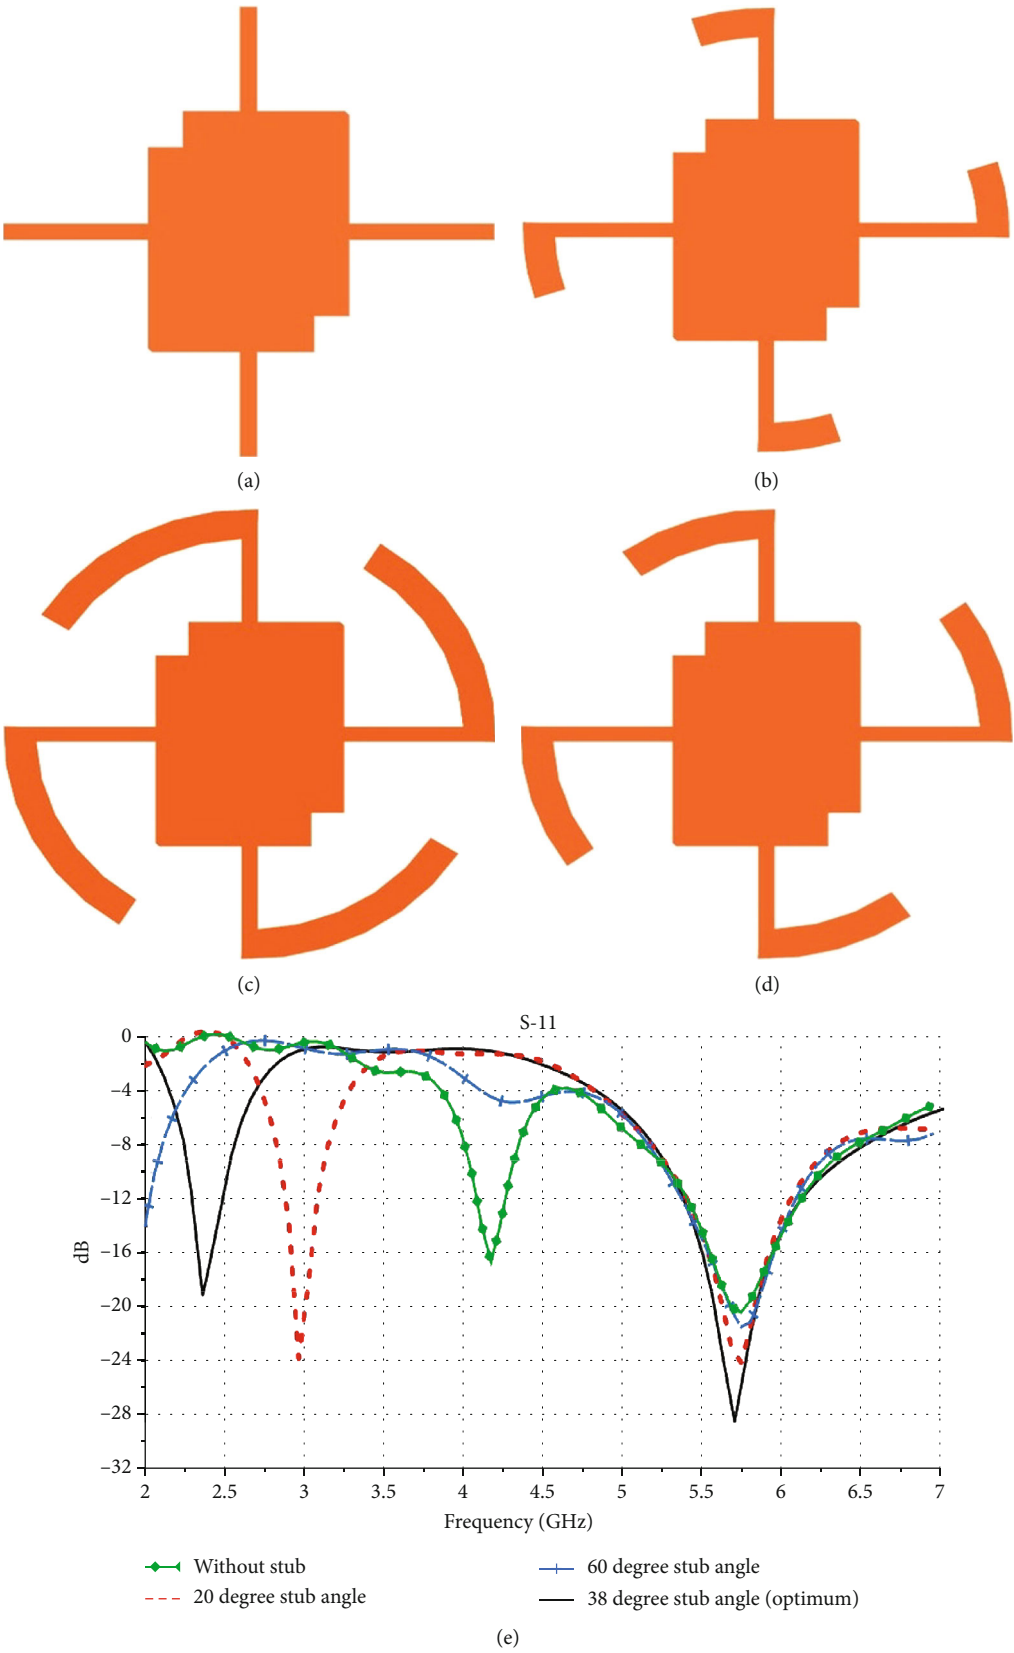 (a)
(b)
(c)
(d)
S-11
0
−4
−8
−12
−16
−20
−24
−28
−32
dB
2
2.5
3
3.5
4
4.5
5
5.5
6
6.5
7
Frequency (GHz)
Without stub
20 degree stub angle
60 degree stub angle
38 degree stub angle (optimum)
(e)